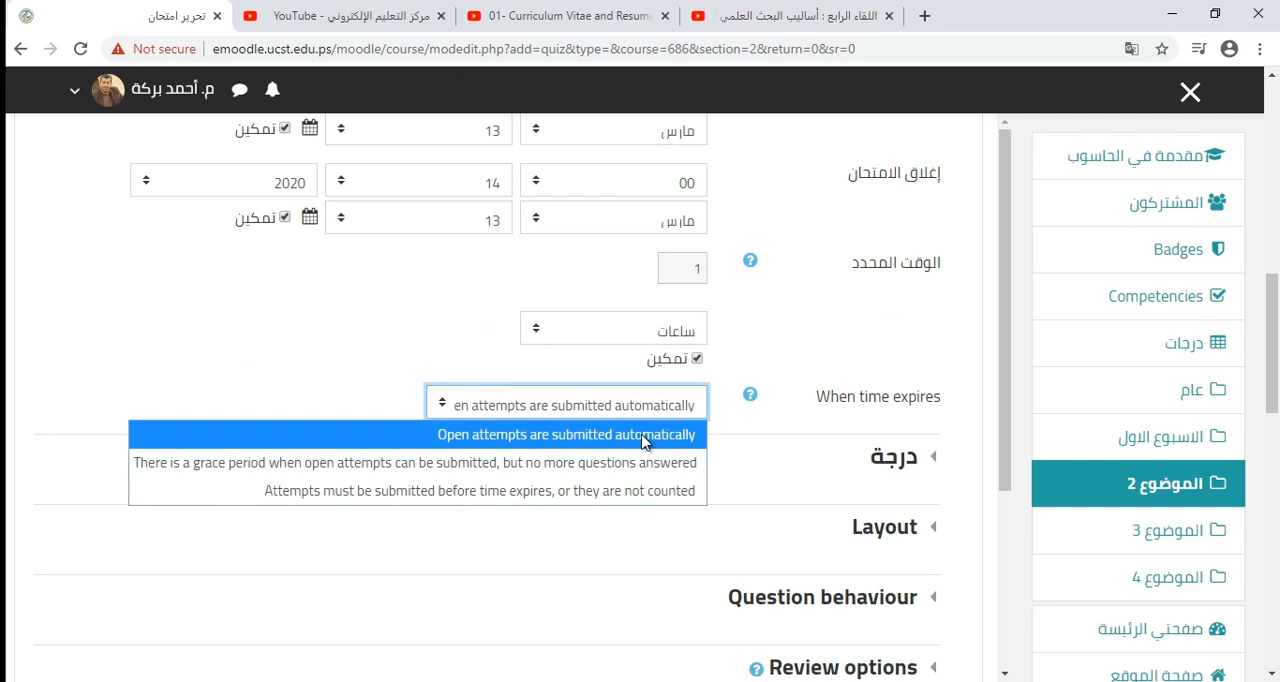 تحرير امتحان
مركز التعليم الإلكتروني - YouTube
01- Curriculum Vitae and Resum
اللقاء الرابع : أساليب البحث العلمي
Not secure
emoodle.ucst.edu.ps/moodle/course/modedit.php?add=quiz&type=&course=686&section=2&return=0&sr=0
م. أحمد بركة
مارس
13
تمكين
إغلاق الامتحان
00
14
2020
مارس
13
تمكين
الوقت المحدد
1
ساعات
تمكين
When time expires
en attempts are submitted automatically
Open attempts are submitted automatically
There is a grace period when open attempts can be submitted, but no more questions answered
Attempts must be submitted before time expires, or they are not counted
درجة
Layout
Question behaviour
Review options
مقدمة في الحاسوب
المشتركون
Badges
Competencies
درجات
عام
الاسبوع الاول
الموضوع 2
الموضوع 3
الموضوع 4
صفحتي الرئيسة
صفحة الموقع